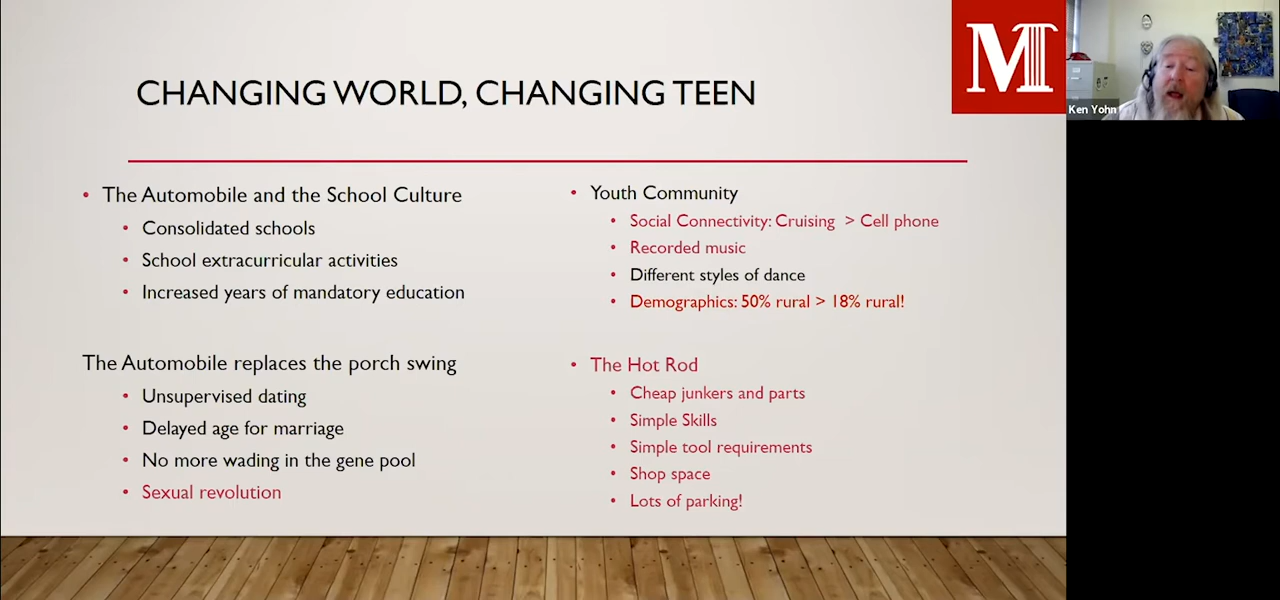 CHANGING WORLD, CHANGING TEEN
M
Ken Yohn
The Automobile and the School Culture
Consolidated schools
School extracurricular activities
Increased years of mandatory education
The Automobile replaces the porch swing
Unsupervised dating
Delayed age for marriage
No more wading in the gene pool
Sexual revolution
Youth Community
Social Connectivity: Cruising > Cell phone
Recorded music
Different styles of dance
Demographics: 50% rural > 18% rural!
The Hot Rod
Cheap junkers and parts
Simple Skills
Simple tool requirements
Shop space
Lots of parking!